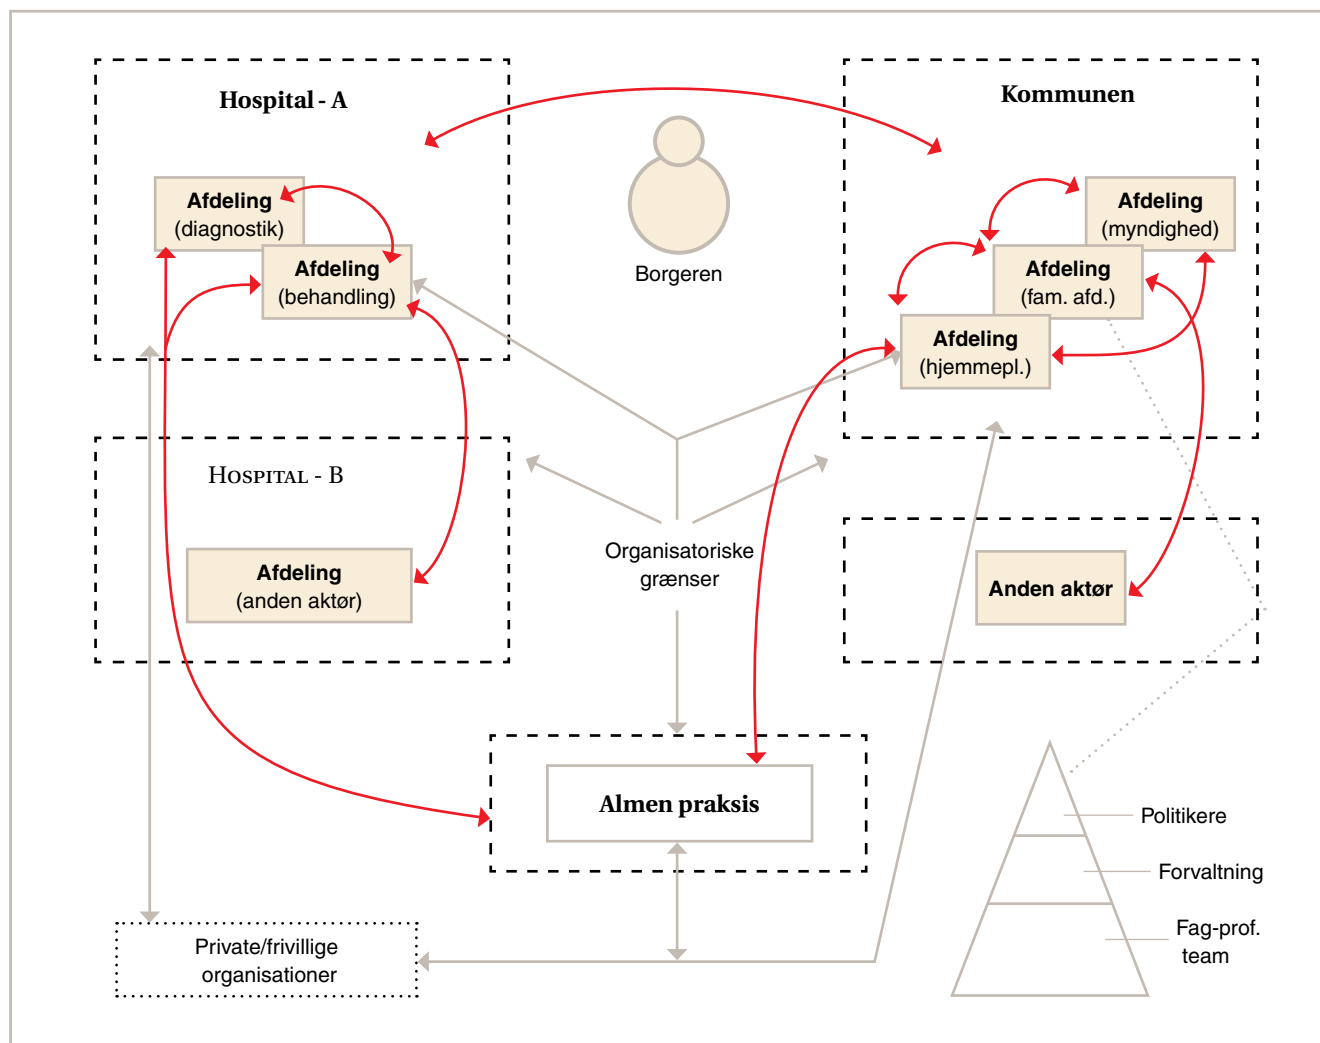 Hospital - A
Kommunen
Afdeling
(diagnostik)
Afdeling
(behandling)
Borgeren
Afdeling
(myndighed)
Afdeling
(fam. afd.)
Afdeling
(hjemmepl.)
HOSPITAL - B
Afdeling
(anden aktør)
Organisatoriske
grænser
Anden aktør
Almen praksis
Politikere
Forvaltning
Fag-prof.
team
Private/frivillige
organisationer